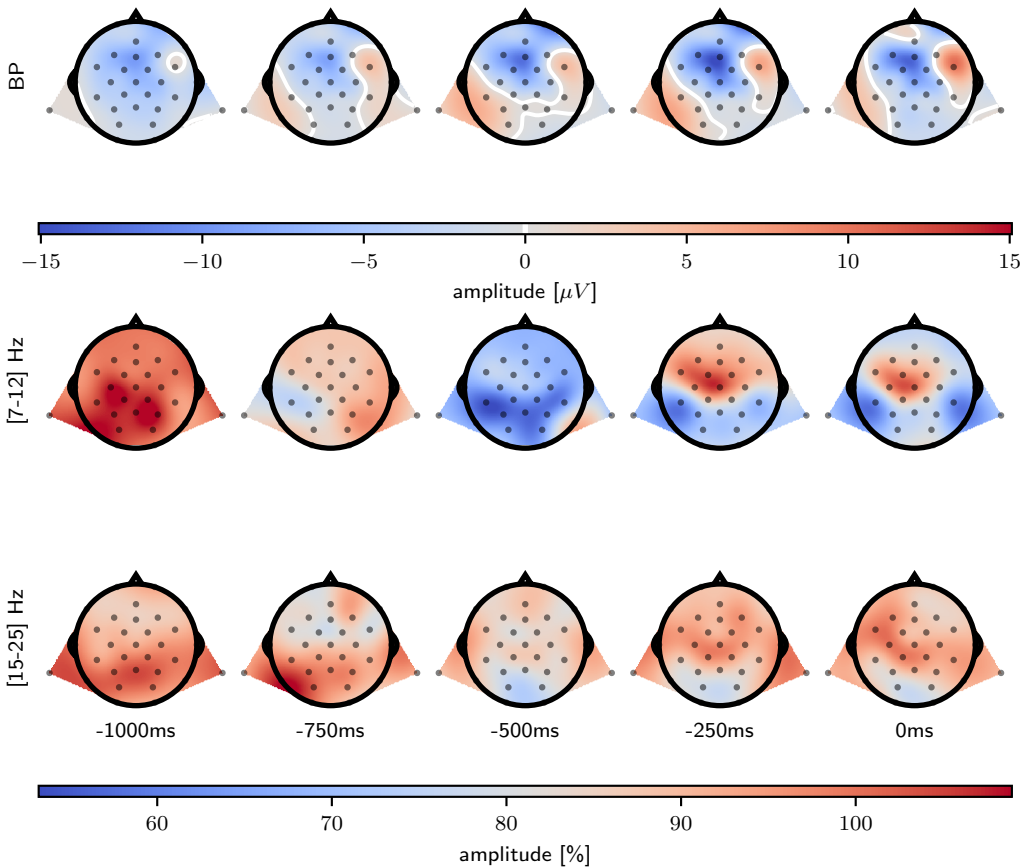 BP
−15 −10 −5 0 5 10 15
amplitude [μV]
[7-12] Hz
[15-25] Hz
-1000ms -750ms -500ms -250ms 0ms
60 70 80 90 100
amplitude [%]